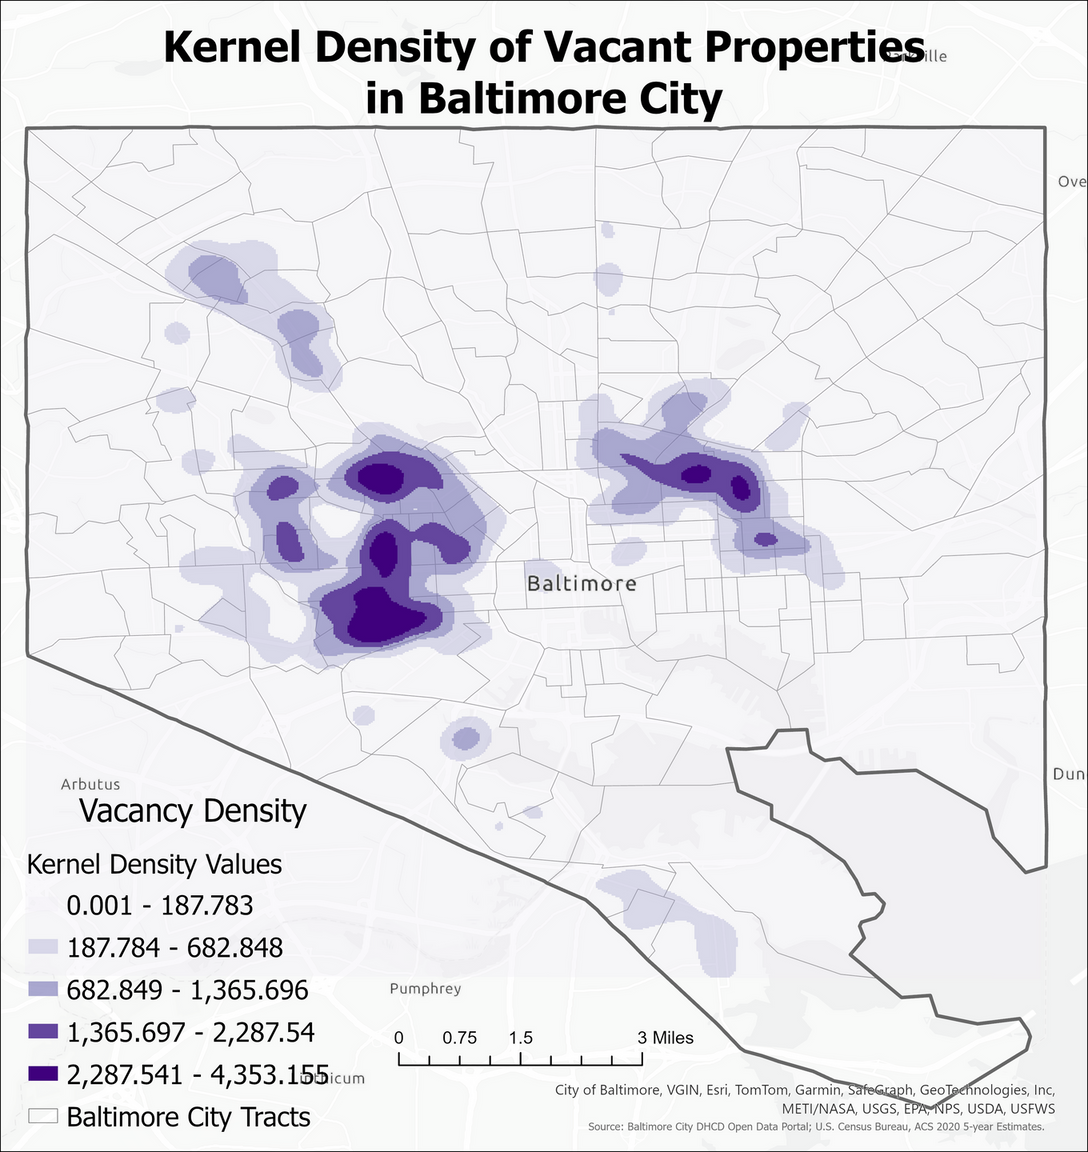 Kernel Density of Vacant Properties
in Baltimore City
Baltimore
Arbutus
Vacancy Density
Kernel Density Values
0.001 - 187.783
187.784 - 682.848
682.849 - 1,365.696
1,365.697 - 2,287.54
2,287.541 - 4,353.155
Baltimore City Tracts
Pumphrey
0 0.75 1.5 3 Miles
City of Baltimore, VGIN, Esri, TomTom, Garmin, SafeGraph, GeoTechnologies, Inc,
METI/NASA, USGS, EPA, NPS, USDA, USFWS
Source: Baltimore City DHCD Open Data Portal; U.S. Census Bureau, ACS 2020 5-year Estimates.